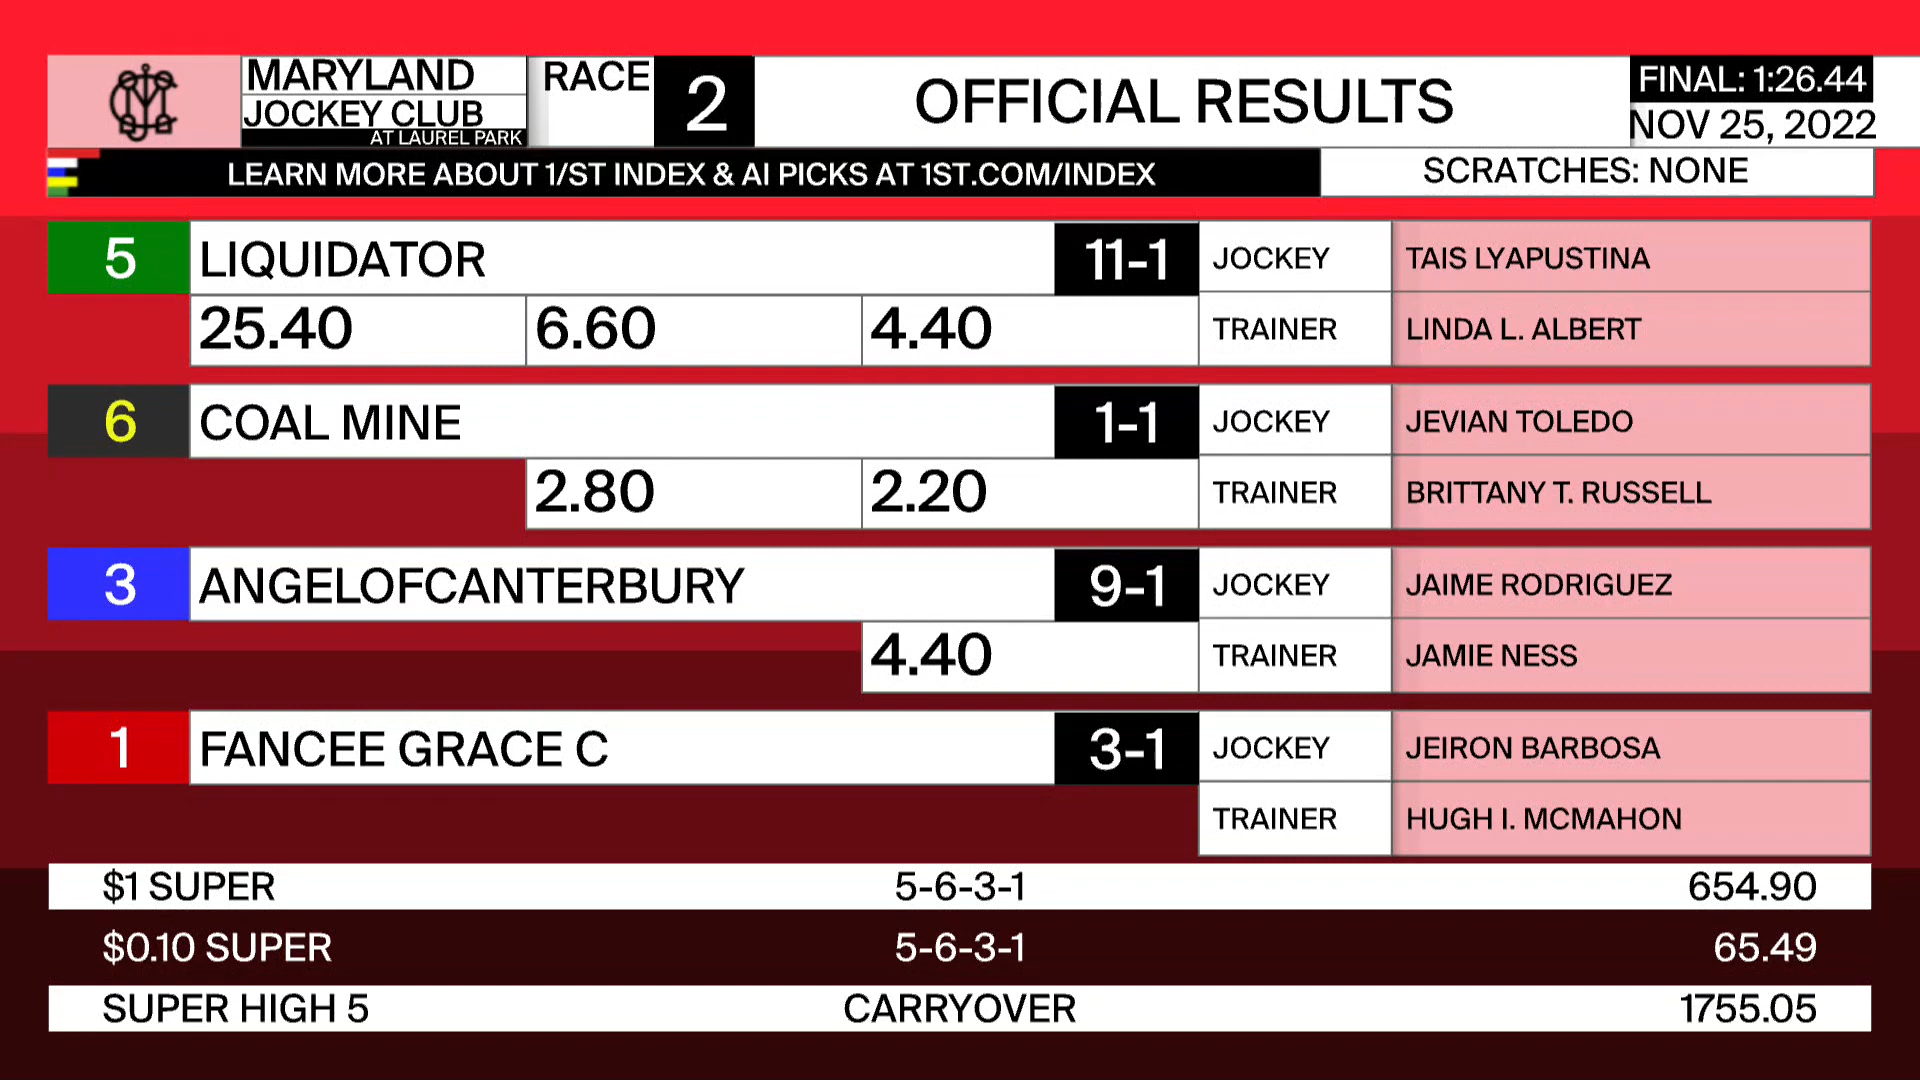 MARYLAND
JOCKEY CLUB
AT LAUREL PARK
RACE 2
OFFICIAL RESULTS
FINAL: 1:26.44
NOV 25, 2022
LEARN MORE ABOUT 1/ST INDEX & AI PICKS AT 1ST.COM/INDEX
SCRATCHES: NONE
5 LIQUIDATOR 11-1 JOCKEY TAIS LYAPUSTINA
25.40 6.60 4.40 TRAINER LINDA L. ALBERT
6 COAL MINE 1-1 JOCKEY JEVIAN TOLEDO
2.80 2.20 TRAINER BRITTANY T. RUSSELL
3 ANGELOFCANTERBURY 9-1 JOCKEY JAIME RODRIGUEZ
4.40 TRAINER JAMIE NESS
1 FANCEE GRACE C 3-1 JOCKEY JEIRON BARBOSA
TRAINER HUGH I. MCMAHON
$1 SUPER 5-6-3-1 654.90
$0.10 SUPER 5-6-3-1 65.49
SUPER HIGH 5 CARRYOVER 1755.05